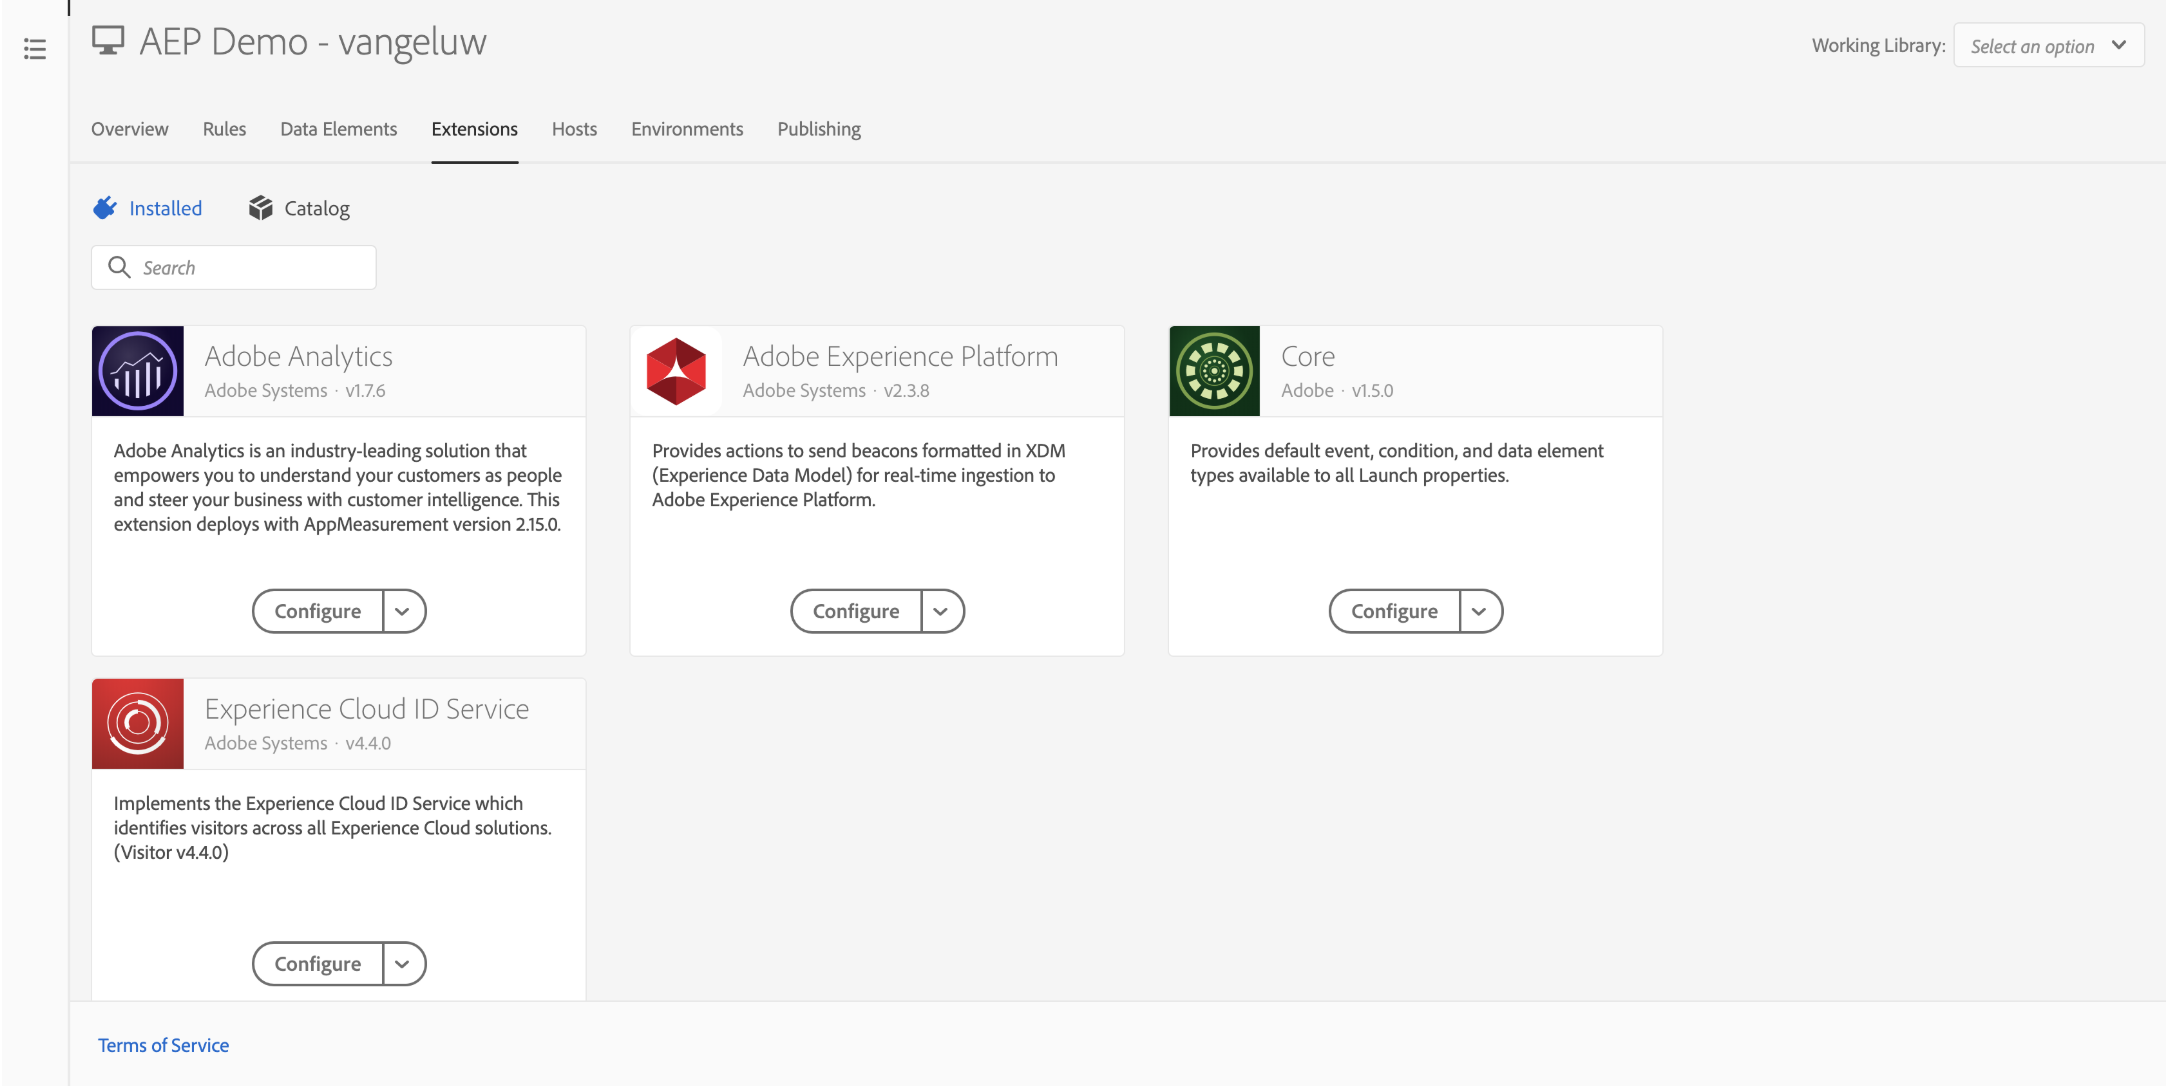 AEP Demo - vangeluw
Working Library:
Select an option
Overview
Rules
Data Elements
Extensions
Hosts
Environments
Publishing
Installed
Catalog
Search
Adobe Analytics
Adobe Systems · v1.7.6
Adobe Analytics is an industry-leading solution that
empowers you to understand your customers as people
and steer your business with customer intelligence. This
extension deploys with AppMeasurement version 2.15.0.
Configure
Adobe Experience Platform
Adobe Systems · v2.3.8
Provides actions to send beacons formatted in XDM
(Experience Data Model) for real-time ingestion to
Adobe Experience Platform.
Configure
Core
Adobe · v1.5.0
Provides default event, condition, and data element
types available to all Launch properties.
Configure
Experience Cloud ID Service
Adobe Systems · v4.4.0
Implements the Experience Cloud ID Service which
identifies visitors across all Experience Cloud solutions.
(Visitor v4.4.0)
Configure
Terms of Service